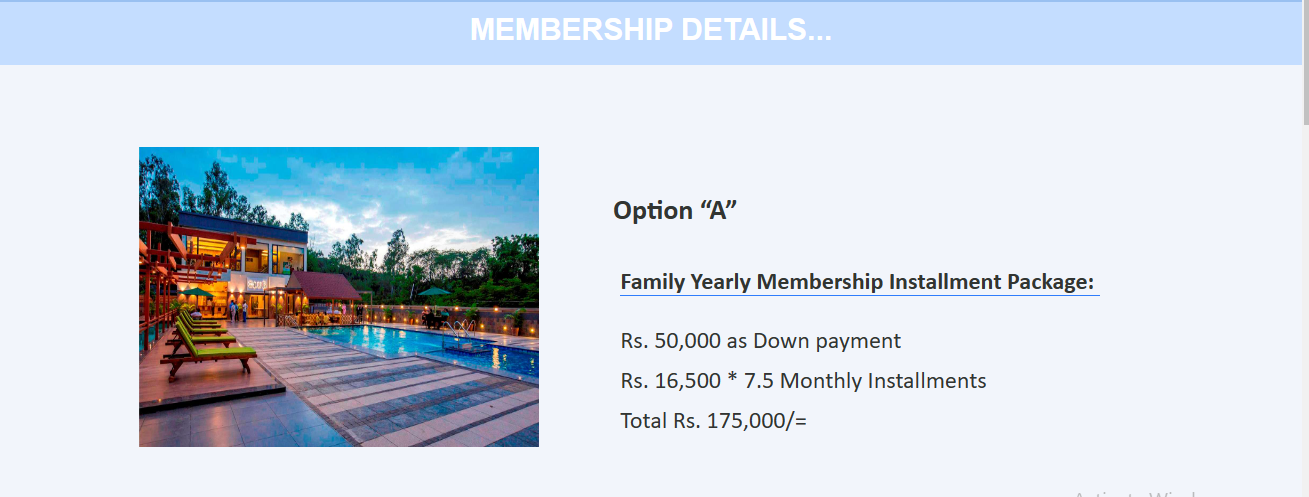 MEMBERSHIP DETAILS...
Option “A”
Family Yearly Membership Installment Package:
Rs. 50,000 as Down payment
Rs. 16,500 * 7.5 Monthly Installments
Total Rs. 175,000/=